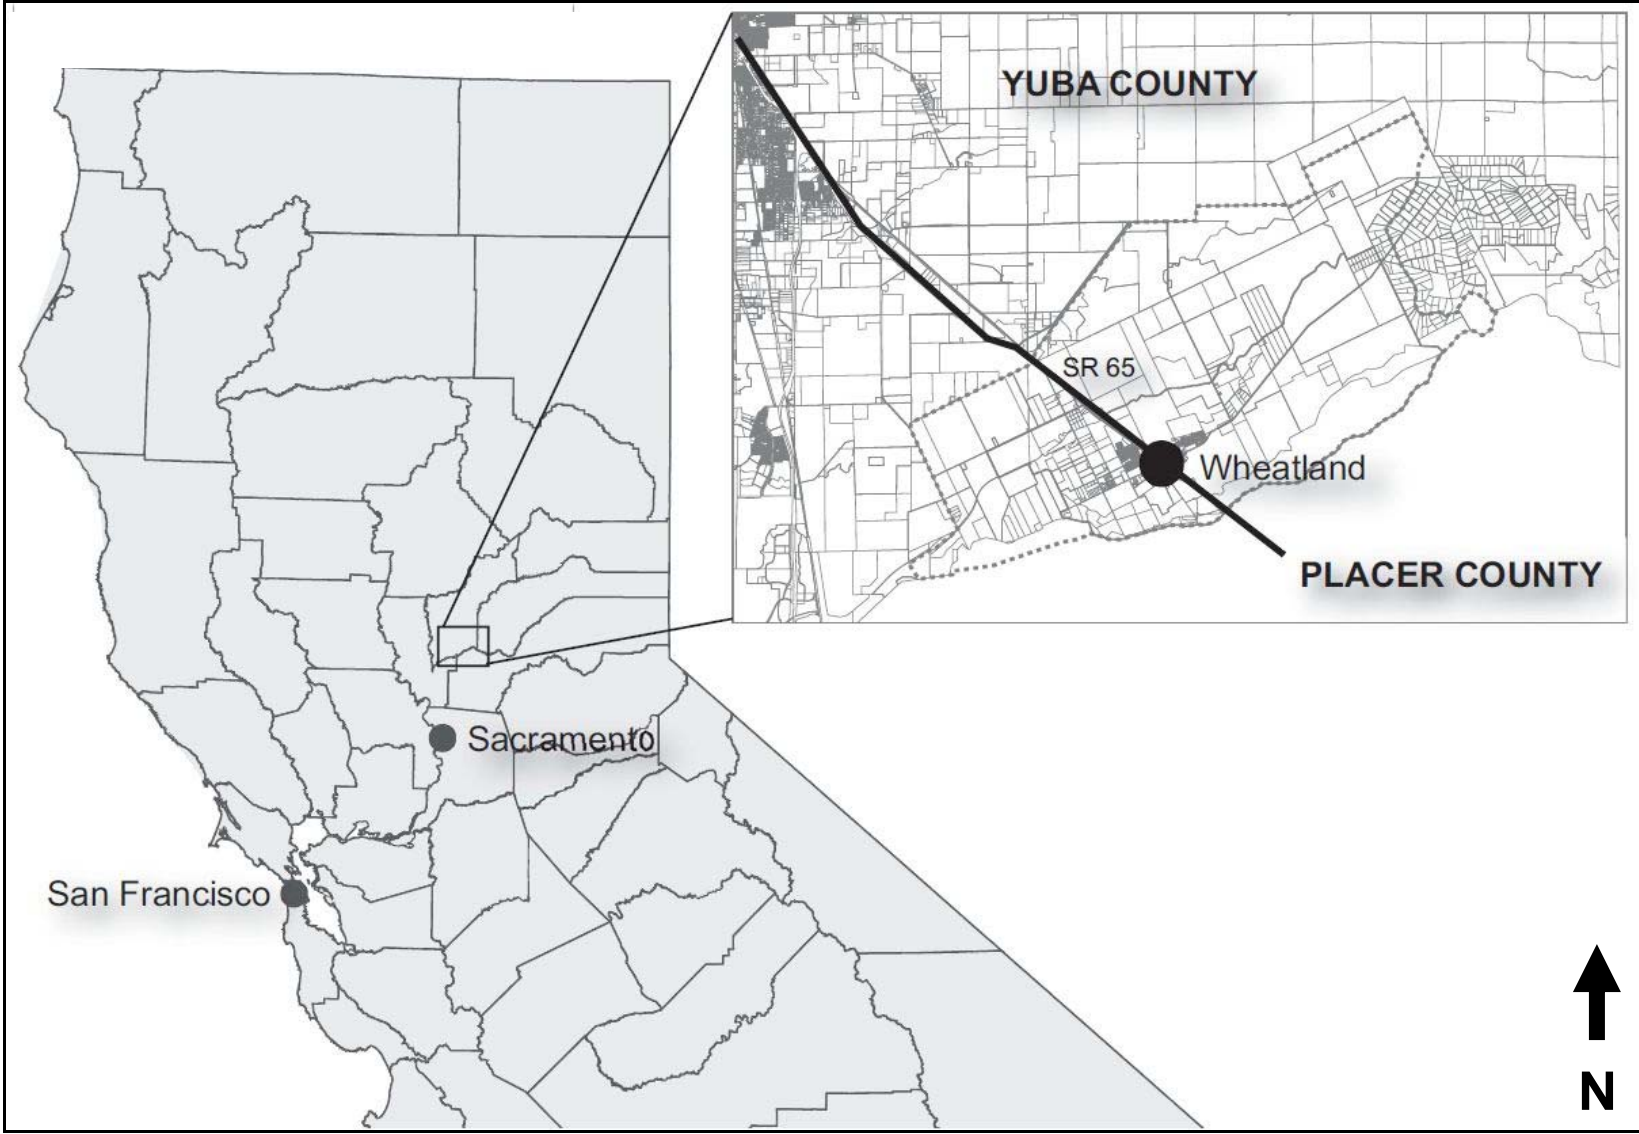 YUBA COUNTY
SR 65
Wheatland
PLACER COUNTY
Sacramento
San Francisco
N